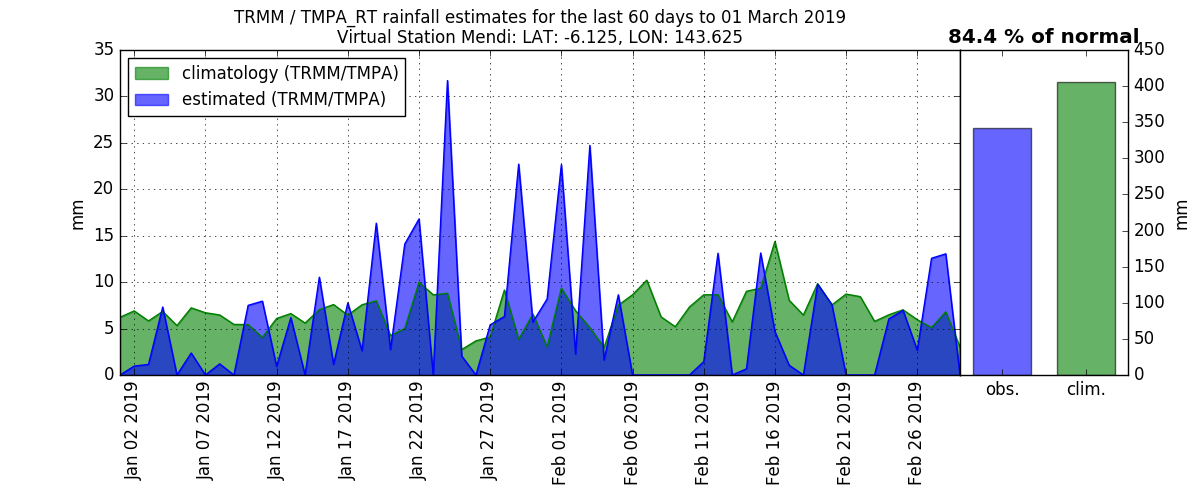 TRMM / TMPA_RT rainfall estimates for the last 60 days to 01 March 2019
Virtual Station Mendi: LAT: -6.125, LON: 143.625
84.4 % of normal
climatology (TRMM/TMPA)
estimated (TRMM/TMPA)
mm
35
30
25
20
15
10
5
0
Jan 02 2019
Jan 07 2019
Jan 12 2019
Jan 17 2019
Jan 22 2019
Jan 27 2019
Feb 01 2019
Feb 06 2019
Feb 11 2019
Feb 16 2019
Feb 21 2019
Feb 26 2019
obs.
clim.
450
400
350
300
250
200
150
100
50
0
mm